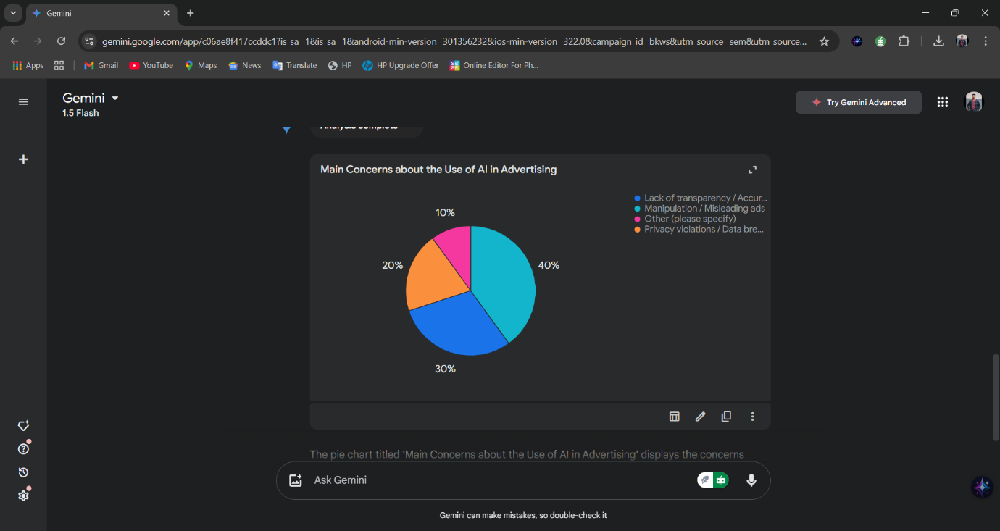 Gemini
gemini.google.com/app/c06ae8f417ccddc1?is_sa=1&is_sa=1&android-min-version=301356232&ios-min-version=322.0&campaign_id=bkws&utm_source=sem&utm_source...
Apps
Gmail
YouTube
Maps
News
Translate
HP
HP Upgrade Offer
Online Editor For Ph...
Gemini
1.5 Flash
Try Gemini Advanced
Analysis complete
Main Concerns about the Use of AI in Advertising
Lack of transparency / Accur...
Manipulation / Misleading ads
Other (please specify)
Privacy violations / Data bre...
10%
20%
40%
30%
The pie chart titled 'Main Concerns about the Use of AI in Advertising' displays the concerns
Ask Gemini
Gemini can make mistakes, so double-check it